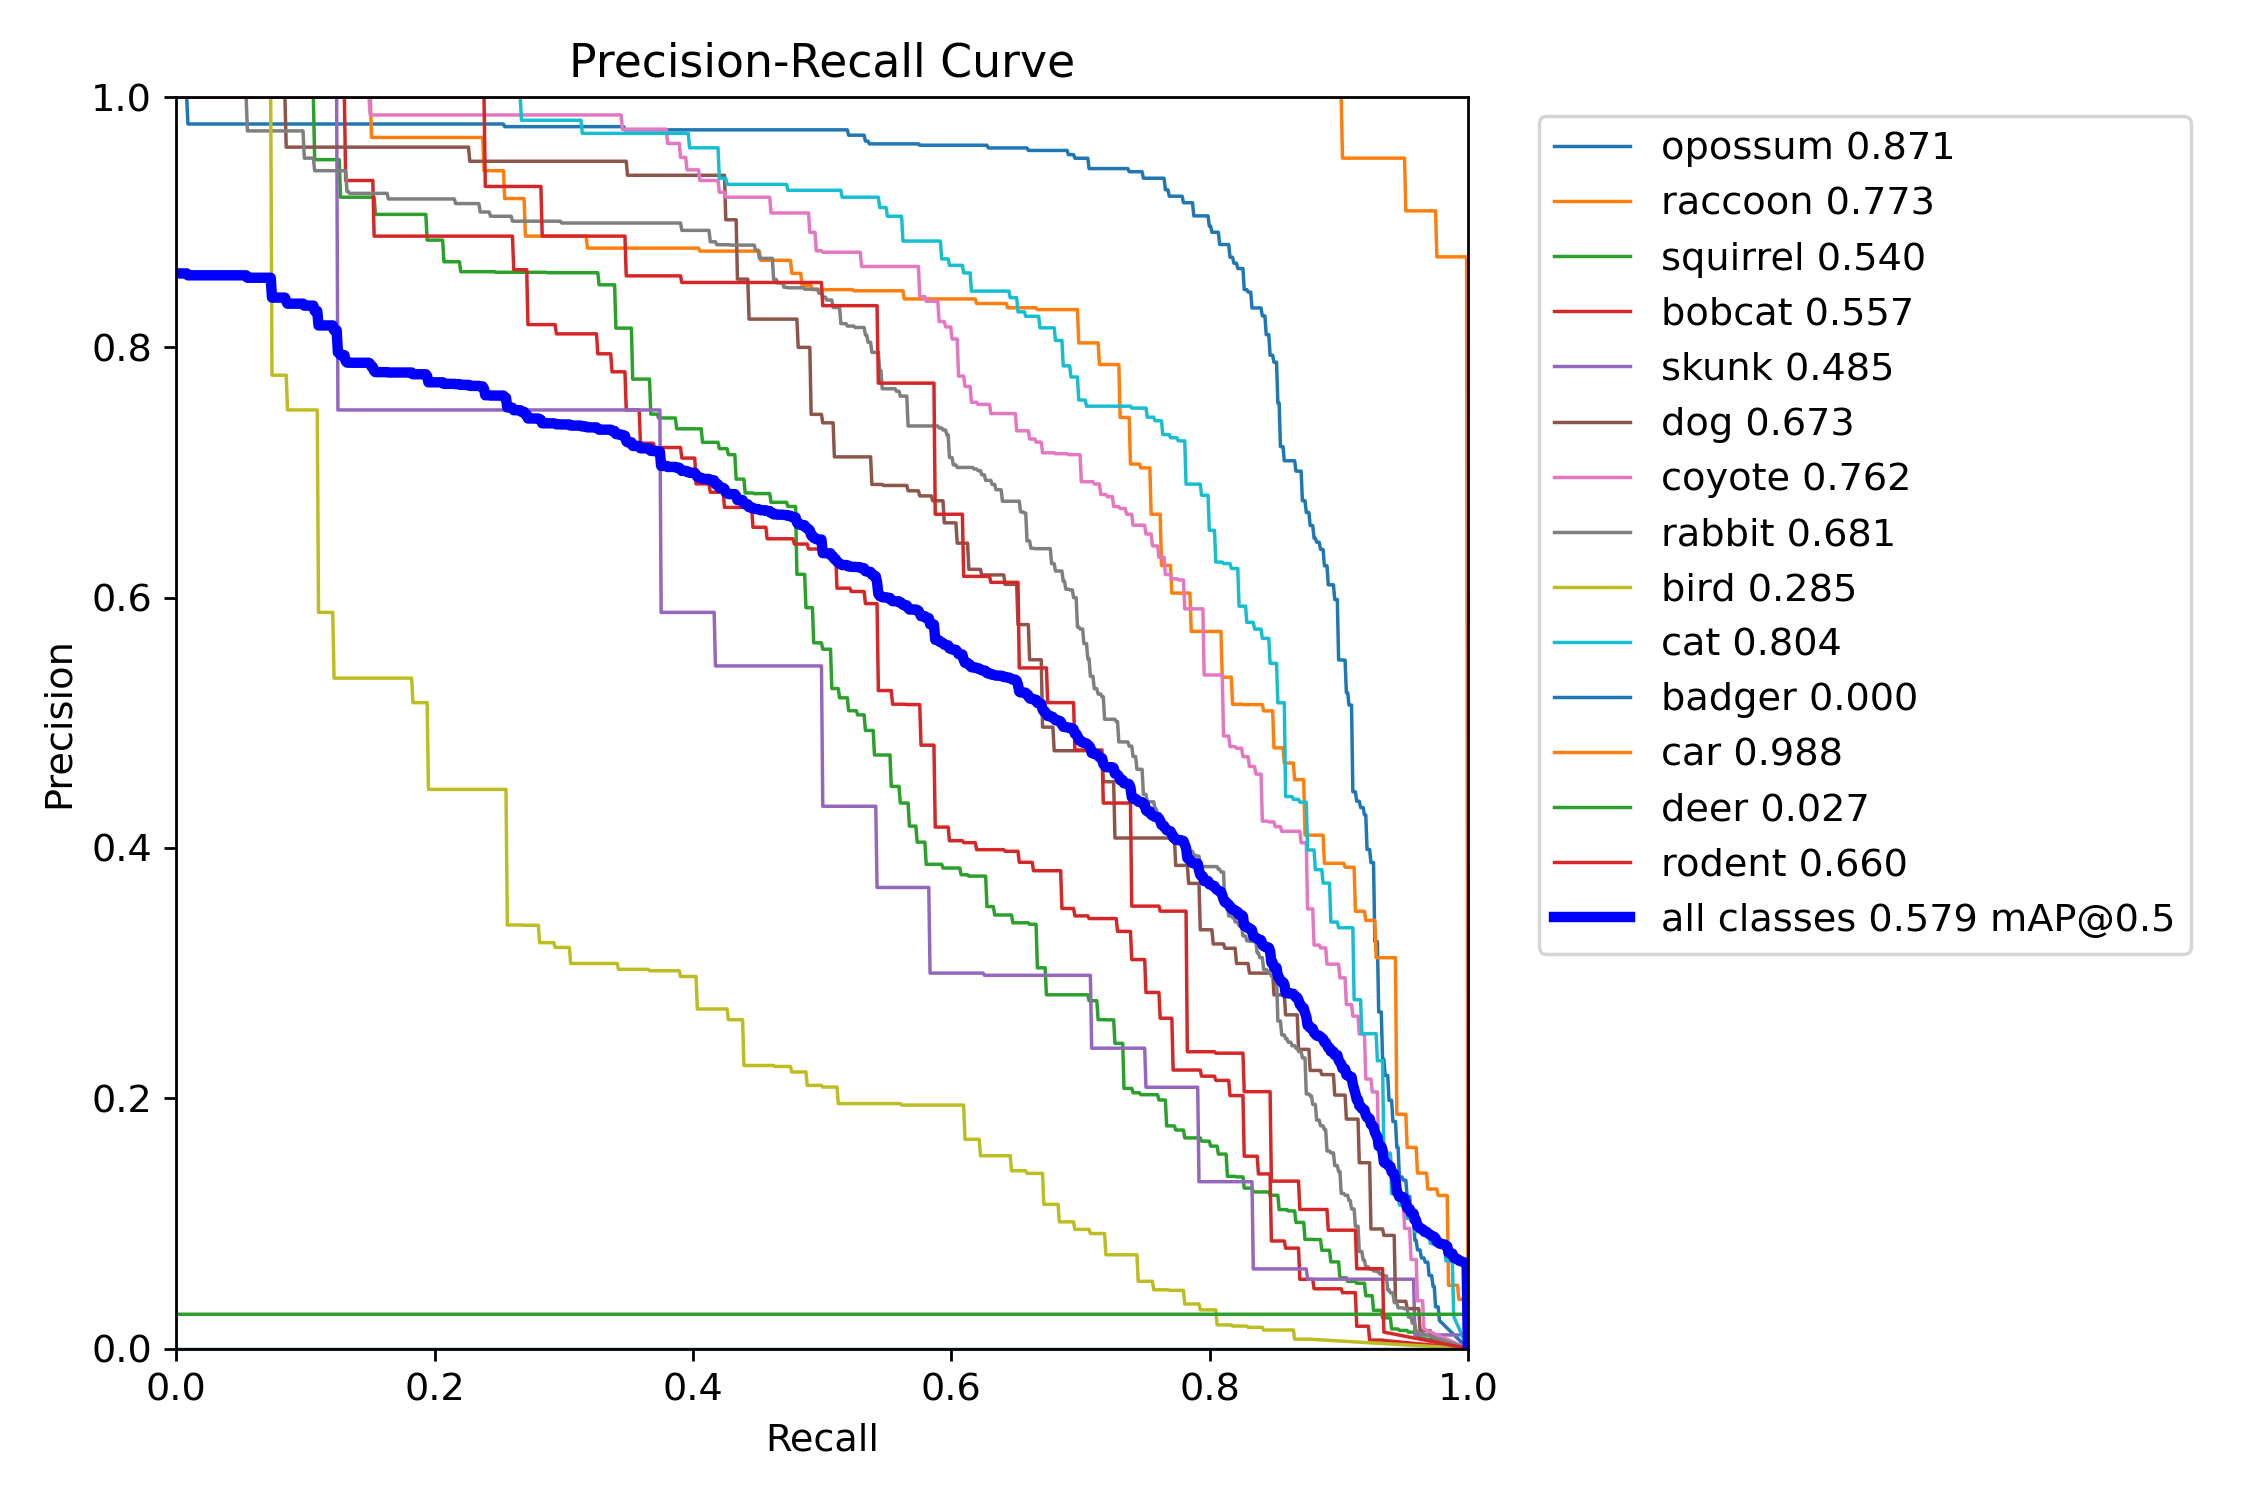 Precision-Recall Curve
1.0
0.8
0.6
0.4
0.2
0.0
Precision
0.0 0.2 0.4 0.6 0.8 1.0
Recall
opossum 0.871
raccoon 0.773
squirrel 0.540
bobcat 0.557
skunk 0.485
dog 0.673
coyote 0.762
rabbit 0.681
bird 0.285
cat 0.804
badger 0.000
car 0.988
deer 0.027
rodent 0.660
all classes 0.579 mAP@0.5